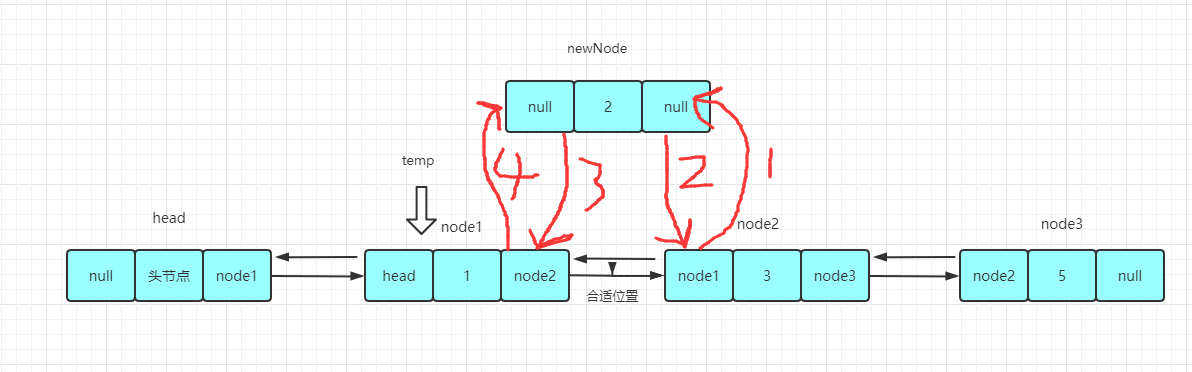 newNode
null 2 null
4 3 2 1
temp
head node1 node2 node3
null 头节点 node1 head 1 node2 node1 3 node3 node2 5 null
合适位置